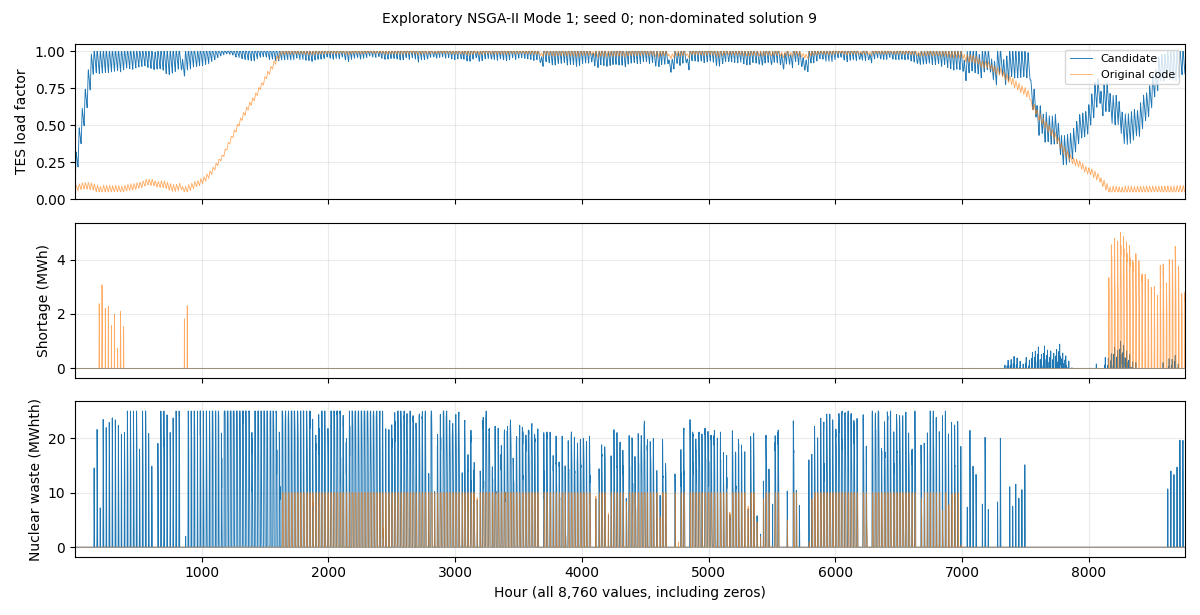 Exploratory NSGA-II Mode 1; seed 0; non-dominated solution 9
TES load factor
1.00
0.75
0.50
0.25
0.00
Candidate
Original code
Shortage (MWh)
4
2
0
Nuclear waste (MWhth)
20
10
0
1000
2000
3000
4000
5000
6000
7000
8000
Hour (all 8,760 values, including zeros)